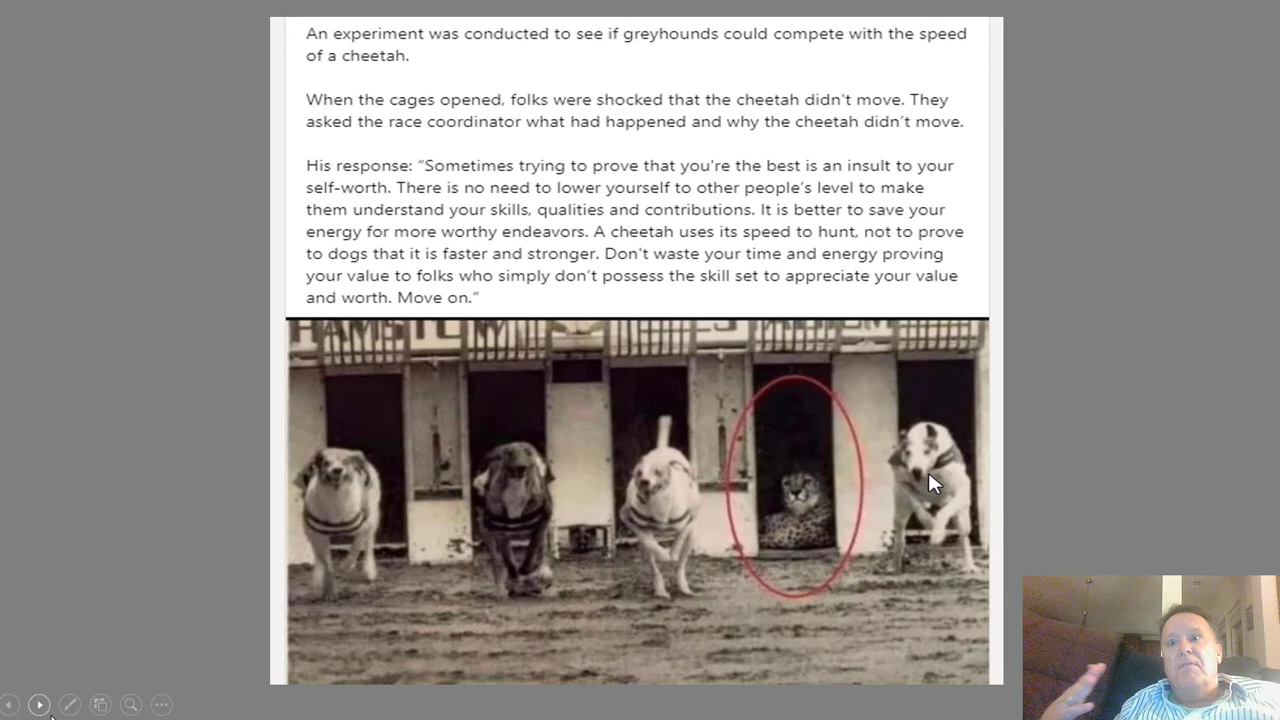 An experiment was conducted to see if greyhounds could compete with the speed
of a cheetah.
When the cages opened, folks were shocked that the cheetah didn't move. They
asked the race coordinator what had happened and why the cheetah didn't move.
His response: “Sometimes trying to prove that you're the best is an insult to your
self-worth. There is no need to lower yourself to other people's level to make
them understand your skills, qualities and contributions. It is better to save your
energy for more worthy endeavors. A cheetah uses its speed to hunt, not to prove
to dogs that it is faster and stronger. Don't waste your time and energy proving
your value to folks who simply don't possess the skill set to appreciate your value
and worth. Move on.”